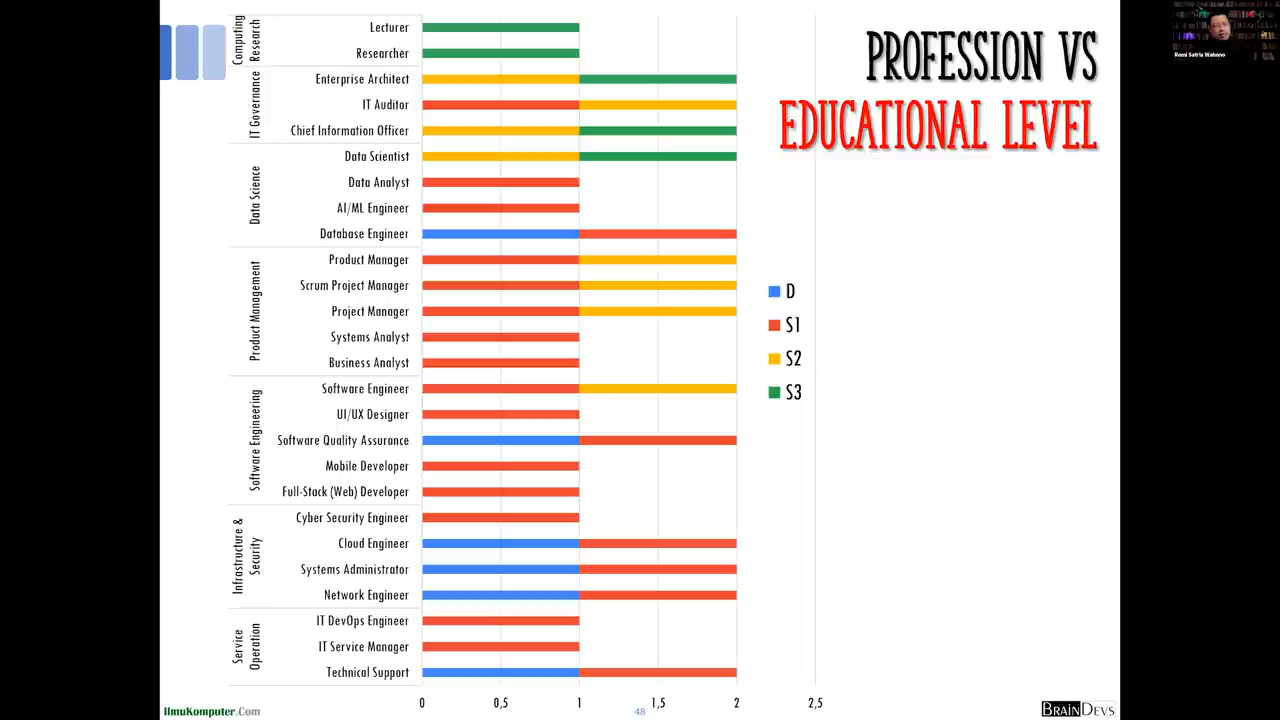 PROFESSION VS
EDUCATIONAL LEVEL
Romi Satria Wahono
Computing
Research
Lecturer
Researcher
IT Governance
Enterprise Architect
IT Auditor
Chief Information Officer
Data Science
Data Scientist
Data Analyst
AI/ML Engineer
Database Engineer
Product Management
Product Manager
Scrum Project Manager
Project Manager
Systems Analyst
Business Analyst
Software Engineering
Software Engineer
UI/UX Designer
Software Quality Assurance
Mobile Developer
Full-Stack (Web) Developer
Infrastructure &
Security
Cyber Security Engineer
Cloud Engineer
Systems Administrator
Network Engineer
Service
Operation
IT DevOps Engineer
IT Service Manager
Technical Support
0 0,5 1 1,5 2 2,5
D
S1
S2
S3
IlmuKomputer.Com
48
BRAINDEVS